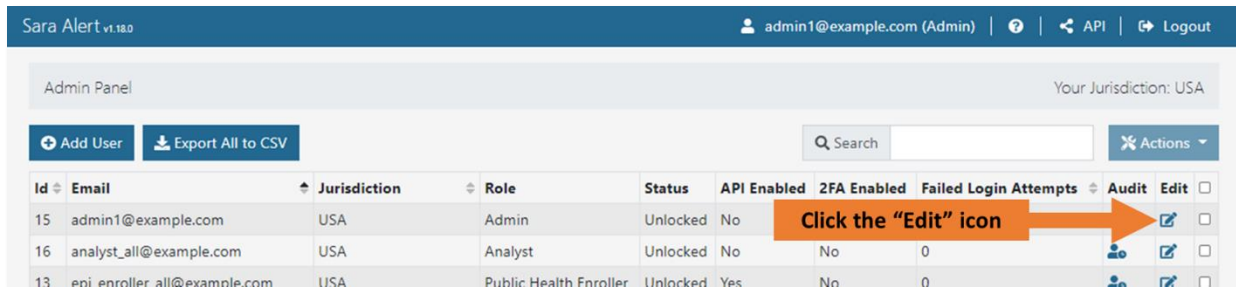 Sara Alert v1.18.0 admin1@example.com (Admin) | ? | API | Logout
Admin Panel Your Jurisdiction: USA
Add User Export All to CSV Search Actions
Id Email Jurisdiction Role Status API Enabled 2FA Enabled Failed Login Attempts Audit Edit
15 admin1@example.com USA Admin Unlocked No Click the “Edit” icon
16 analyst_all@example.com USA Analyst Unlocked No No 0
13 epi_enroller_all@example.com USA Public Health Enroller Unlocked Yes No 0